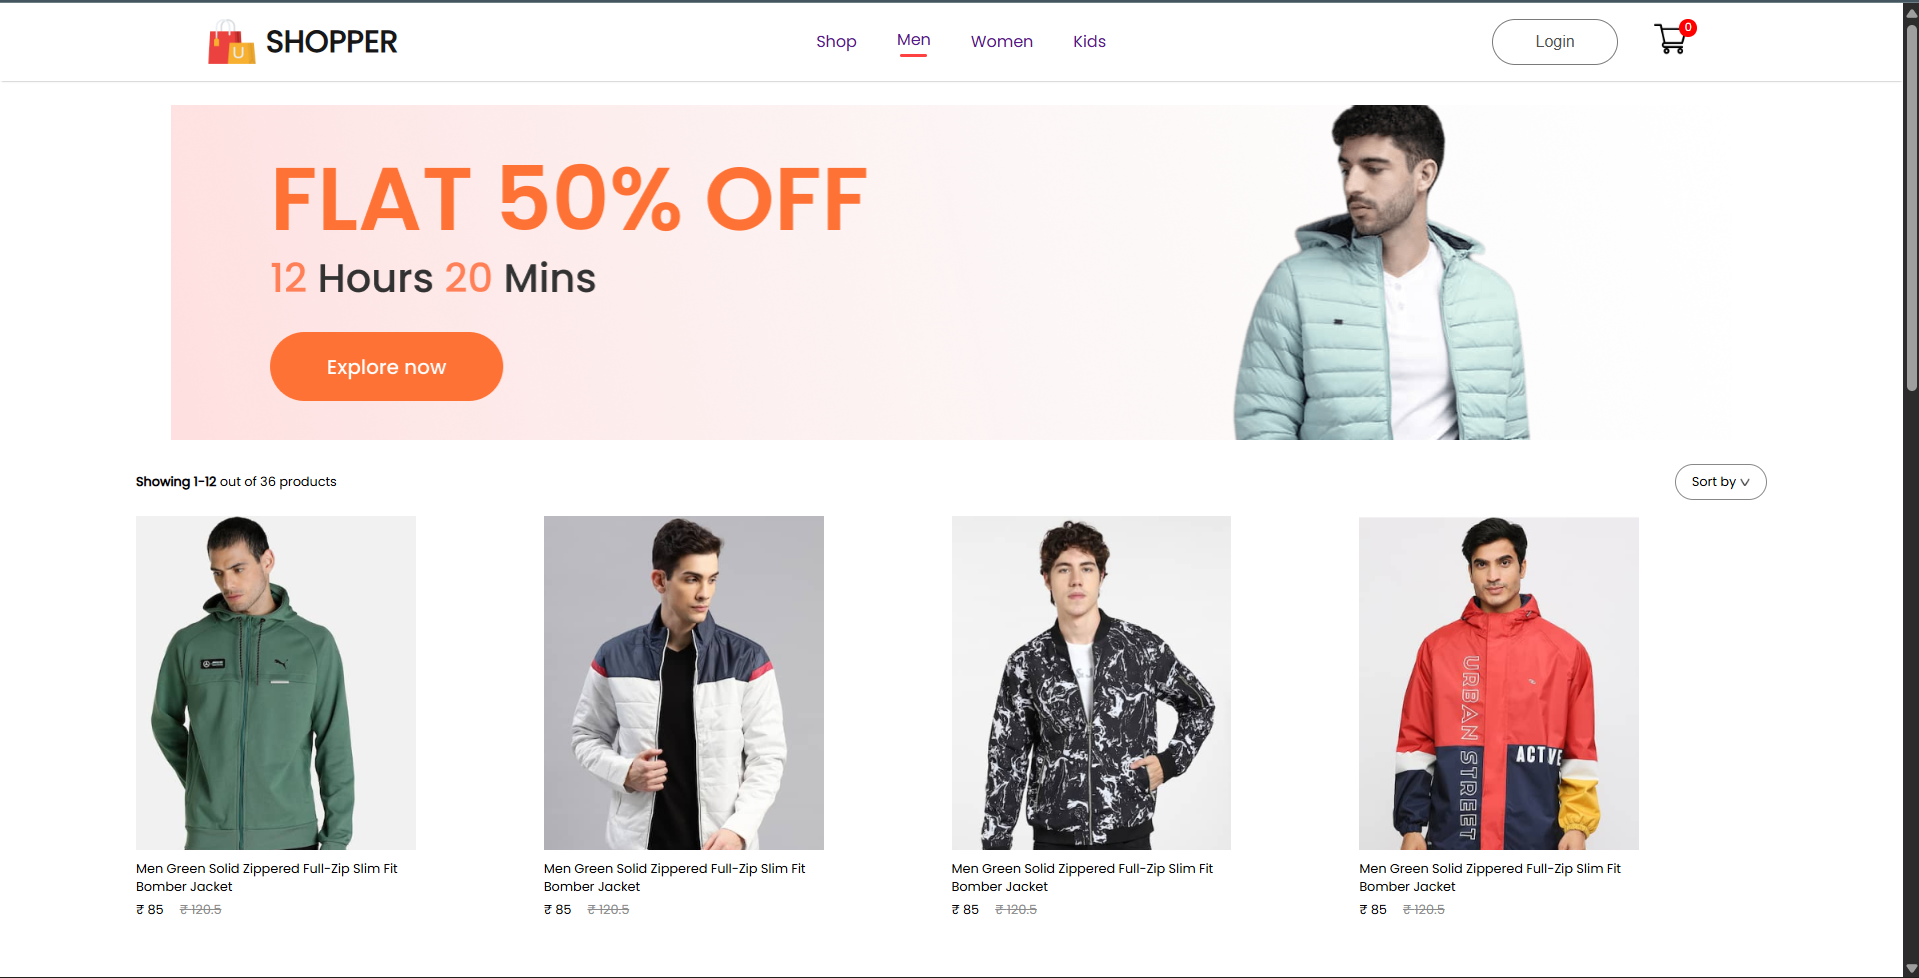 U SHOPPER
Shop Men Women Kids
Login
0
FLAT 50% OFF
12 Hours 20 Mins
Explore now
Showing 1-12 out of 36 products
Sort by
URBAN STREET
ACTIVE
Men Green Solid Zippered Full-Zip Slim Fit
Bomber Jacket
₹ 85 ₹ 120.5
Men Green Solid Zippered Full-Zip Slim Fit
Bomber Jacket
₹ 85 ₹ 120.5
Men Green Solid Zippered Full-Zip Slim Fit
Bomber Jacket
₹ 85 ₹ 120.5
Men Green Solid Zippered Full-Zip Slim Fit
Bomber Jacket
₹ 85 ₹ 120.5